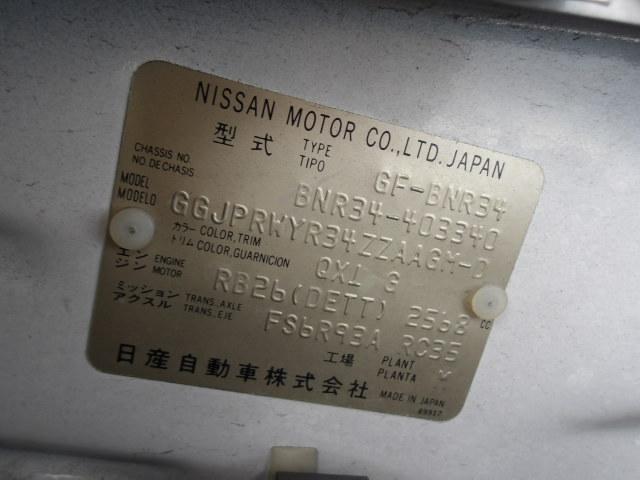 NISSAN MOTOR CO.,LTD. JAPAN
型式 TYPE TIPO GF-BNR34
CHASSIS NO. NO. DE CHASIS BNR34-403340
MODEL MODELO GGJPRWYR34ZZAAGM-D
カラー COLOR, TRIM トリム COLOR, GUARNICION QX1 G
エンジン ENGINE MOTOR RB26(DETT) 2568 CC
ミッション TRANS. AXLE アクスル TRANS. EJE FS6R93A RC35
工場 PLANT PLANTA
日産自動車株式会社 MADE IN JAPAN